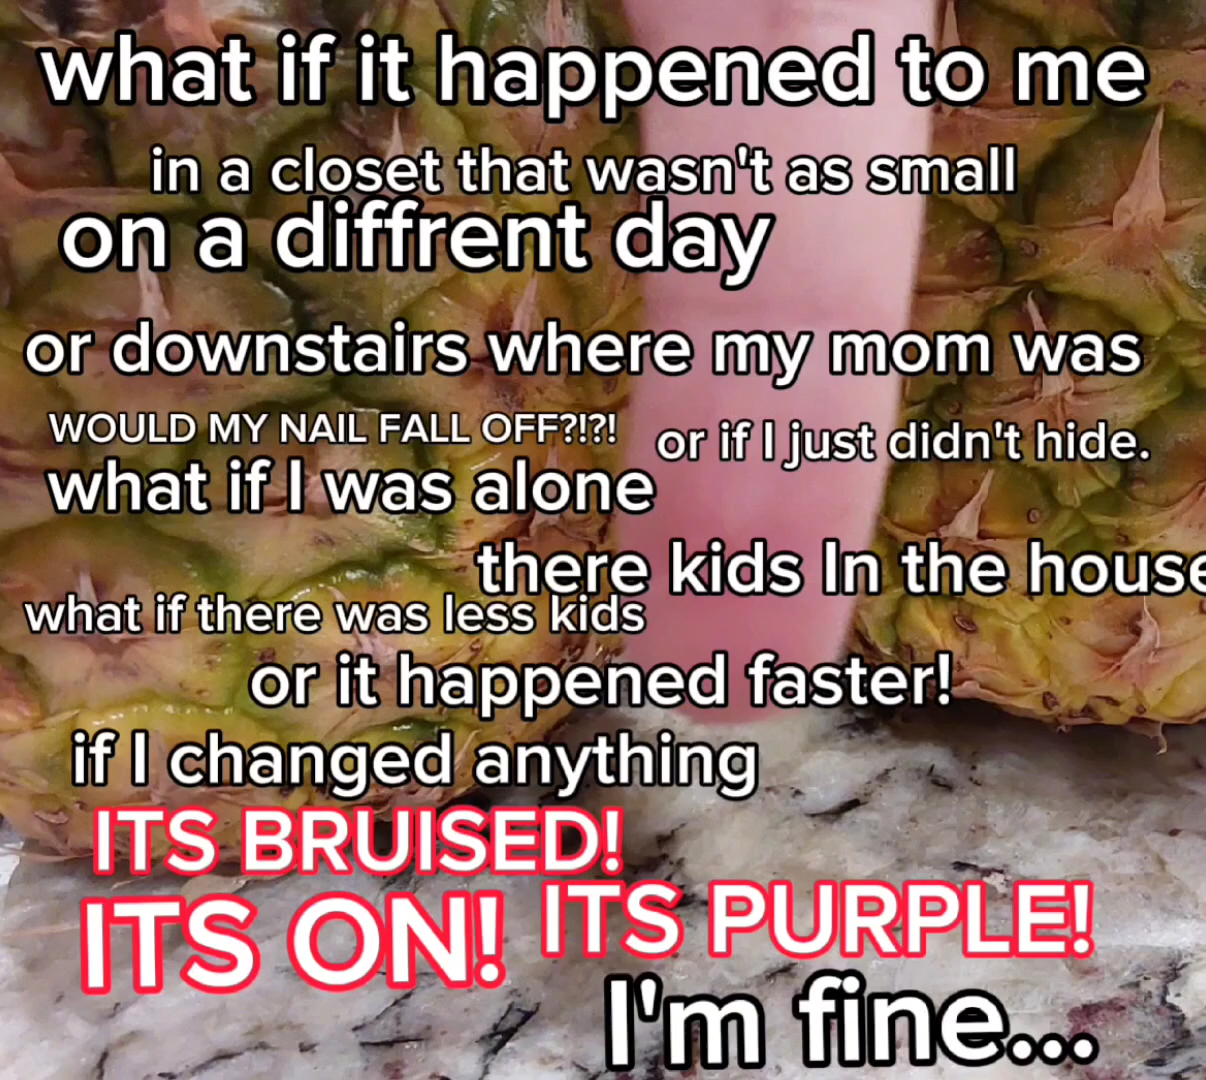 what if it happened to me
in a closet that wasn't as small
on a diffrent day
or downstairs where my mom was
WOULD MY NAIL FALL OFF?!?!
or if I just didn't hide.
what if I was alone
there kids In the house
what if there was less kids
or it happened faster!
if I changed anything
ITS BRUISED!
ITS ON!
ITS PURPLE!
I'm fine...